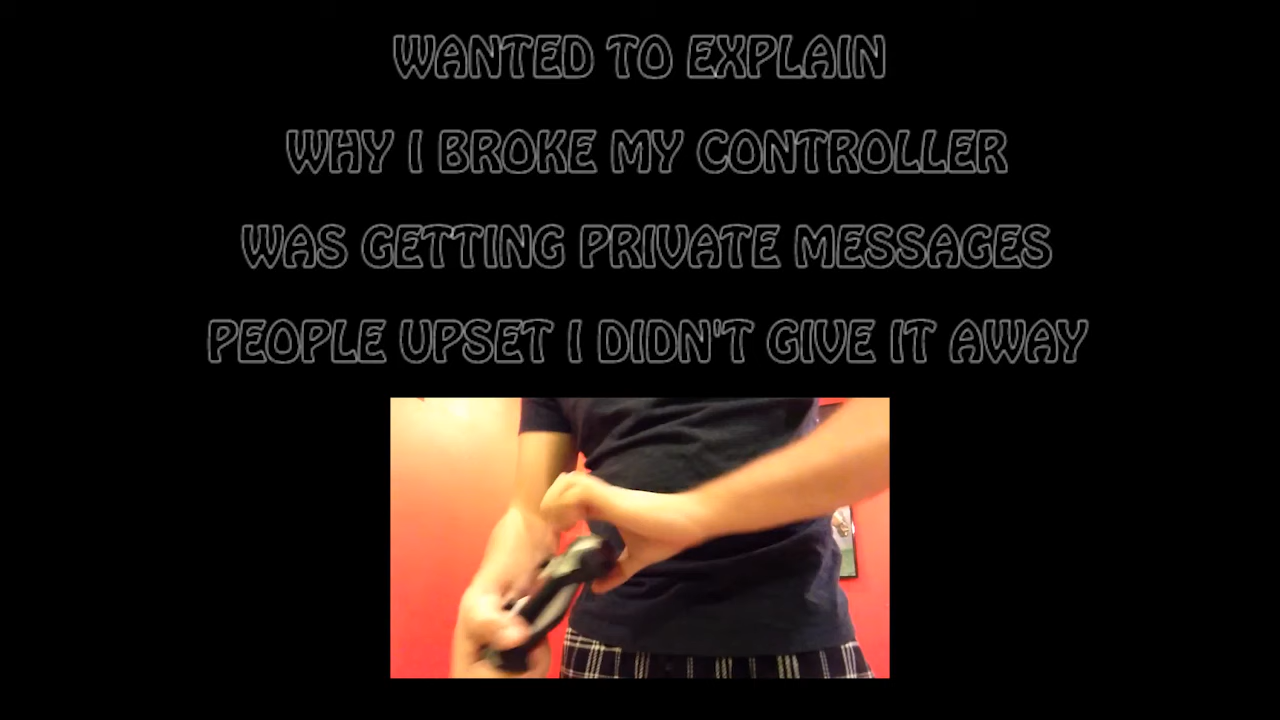 WANTED TO EXPLAIN
WHY I BROKE MY CONTROLLER
WAS GETTING PRIVATE MESSAGES
PEOPLE UPSET I DIDN'T GIVE IT AWAY